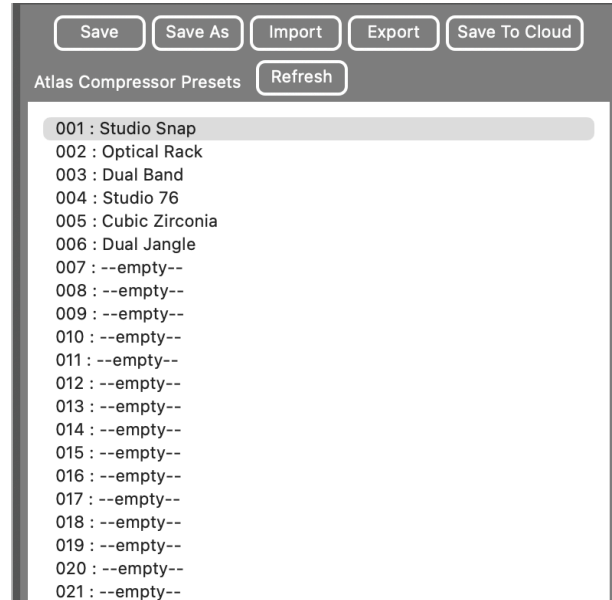 Save Save As Import Export Save To Cloud
Atlas Compressor Presets Refresh
001 : Studio Snap
002 : Optical Rack
003 : Dual Band
004 : Studio 76
005 : Cubic Zirconia
006 : Dual Jangle
007 : --empty--
008 : --empty--
009 : --empty--
010 : --empty--
011 : --empty--
012 : --empty--
013 : --empty--
014 : --empty--
015 : --empty--
016 : --empty--
017 : --empty--
018 : --empty--
019 : --empty--
020 : --empty--
021 : --empty--